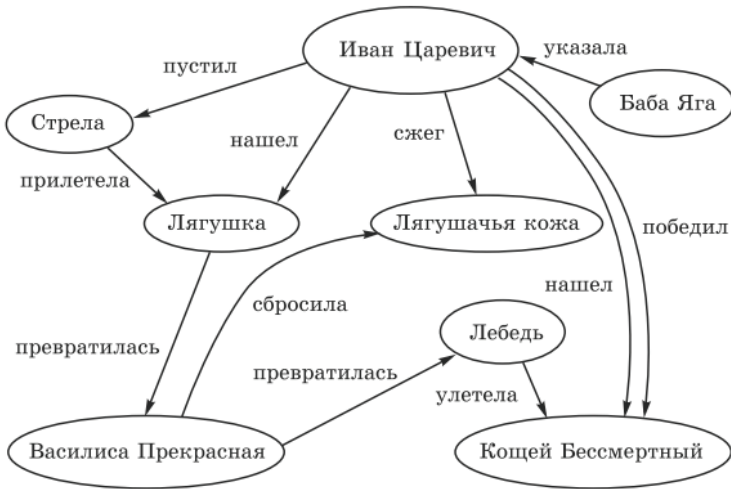 Иван Царевич
указала
пустил
Баба Яга
Стрела
нашел
сжег
прилетела
Лягушка
Лягушачья кожа
победил
нашел
сбросила
Лебедь
превратилась
превратилась
улетела
Василиса Прекрасная
Кощей Бессмертный